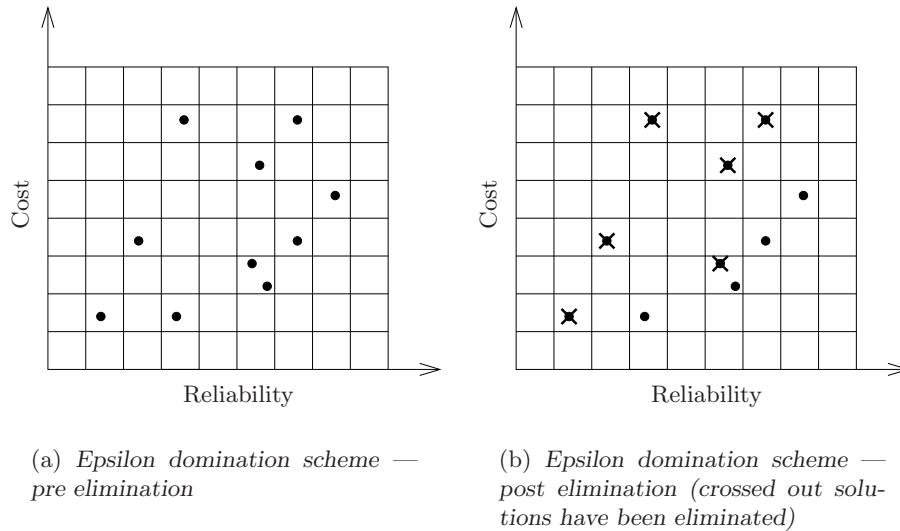 Cost
Reliability
(a) Epsilon domination scheme —
pre elimination
Cost
Reliability
(b) Epsilon domination scheme —
post elimination (crossed out solu-
tions have been eliminated)